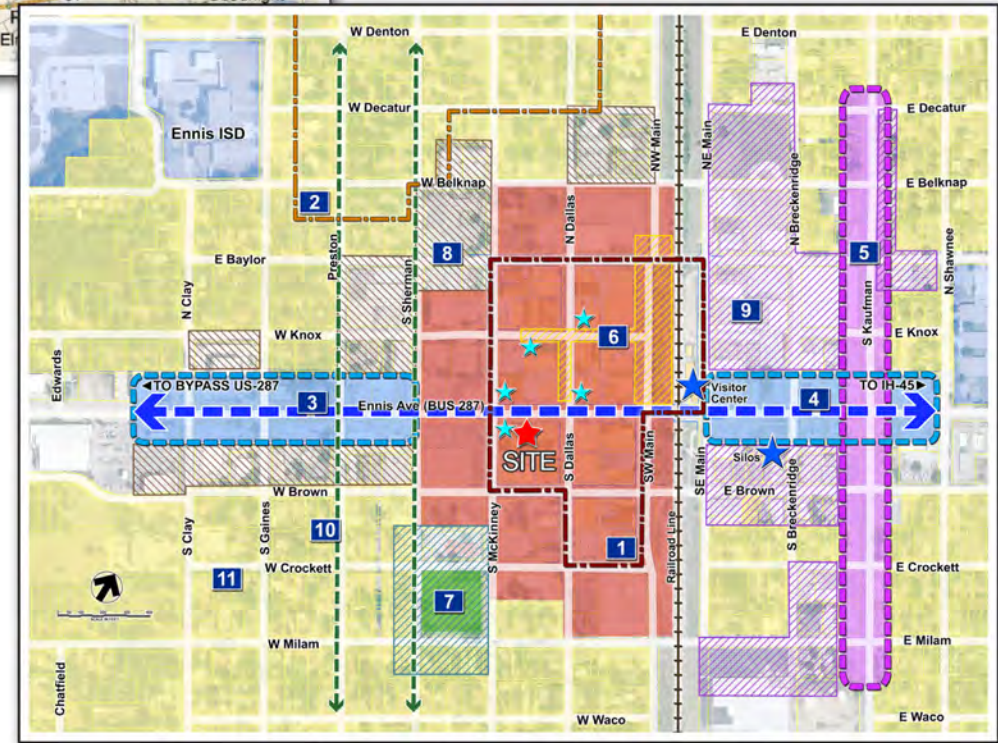 W Denton
E Denton
W Decatur
E Decatur
Ennis ISD
NW Main
NE Main
W Belknap
E Belknap
2
N Dallas
N Breckenridge
E Baylor
Preston
S Sherman
8
5
N Shawnee
N Clay
S Kaufman
W Knox
6
9
E Knox
Edwards
◄TO BYPASS US-287
3
Ennis Ave (BUS 287)
Visitor
Center
4
TO IH-45►
SITE
S Dallas
SW Main
Silos
SE Main
W Brown
E Brown
S Clay
S Gaines
10
S McKinney
1
Railroad Line
S Breckenridge
W Crockett
E Crockett
11
7
W Milam
E Milam
Chatfield
W Waco
E Waco